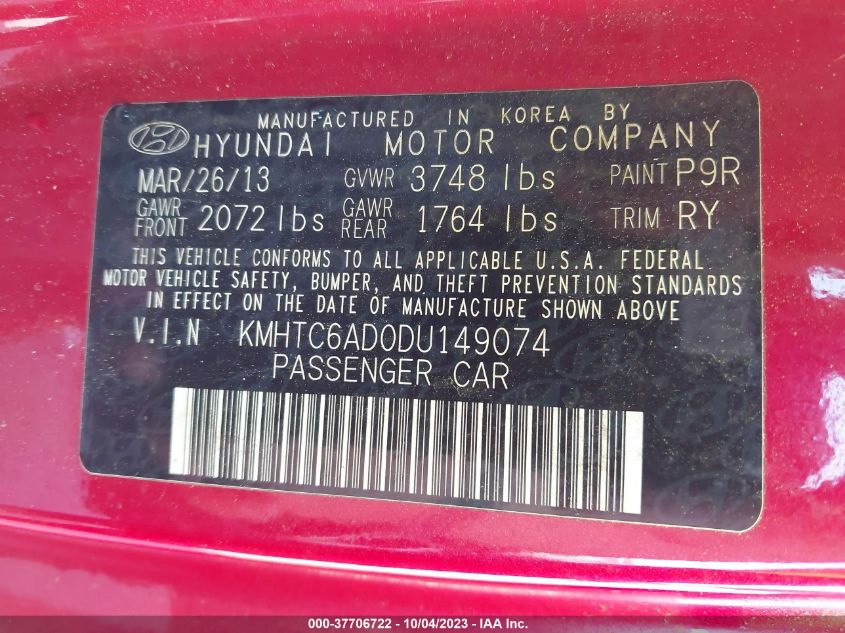 MANUFACTURED IN KOREA BY
HYUNDAI MOTOR COMPANY
MAR/26/13 GVWR 3748 lbs PAINT P9R
GAWR FRONT 2072 lbs GAWR REAR 1764 lbs TRIM RY
THIS VEHICLE CONFORMS TO ALL APPLICABLE U.S.A. FEDERAL
MOTOR VEHICLE SAFETY, BUMPER, AND THEFT PREVENTION STANDARDS
IN EFFECT ON THE DATE OF MANUFACTURE SHOWN ABOVE
V.I.N KMHTC6AD0DU149074
PASSENGER CAR
000-37706722 - 10/04/2023 - IAA Inc.